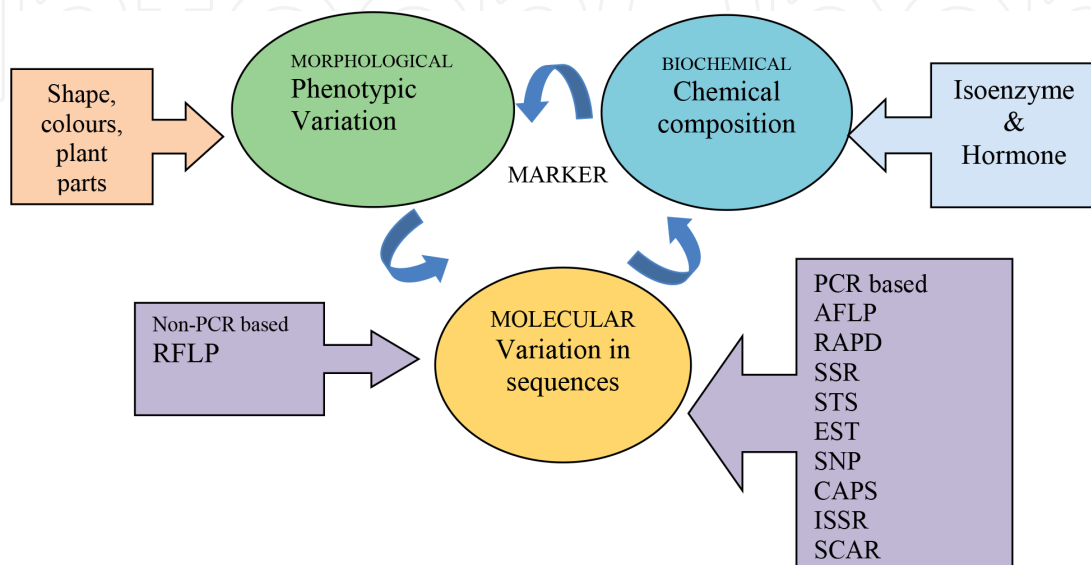 Shape,
colours,
plant
parts
MORPHOLOGICAL
Phenotypic
Variation
BIOCHEMICAL
Chemical
composition
Isoenzyme
&
Hormone
MARKER
Non-PCR based
RFLP
MOLECULAR
Variation in
sequences
PCR based
AFLP
RAPD
SSR
STS
EST
SNP
CAPS
ISSR
SCAR